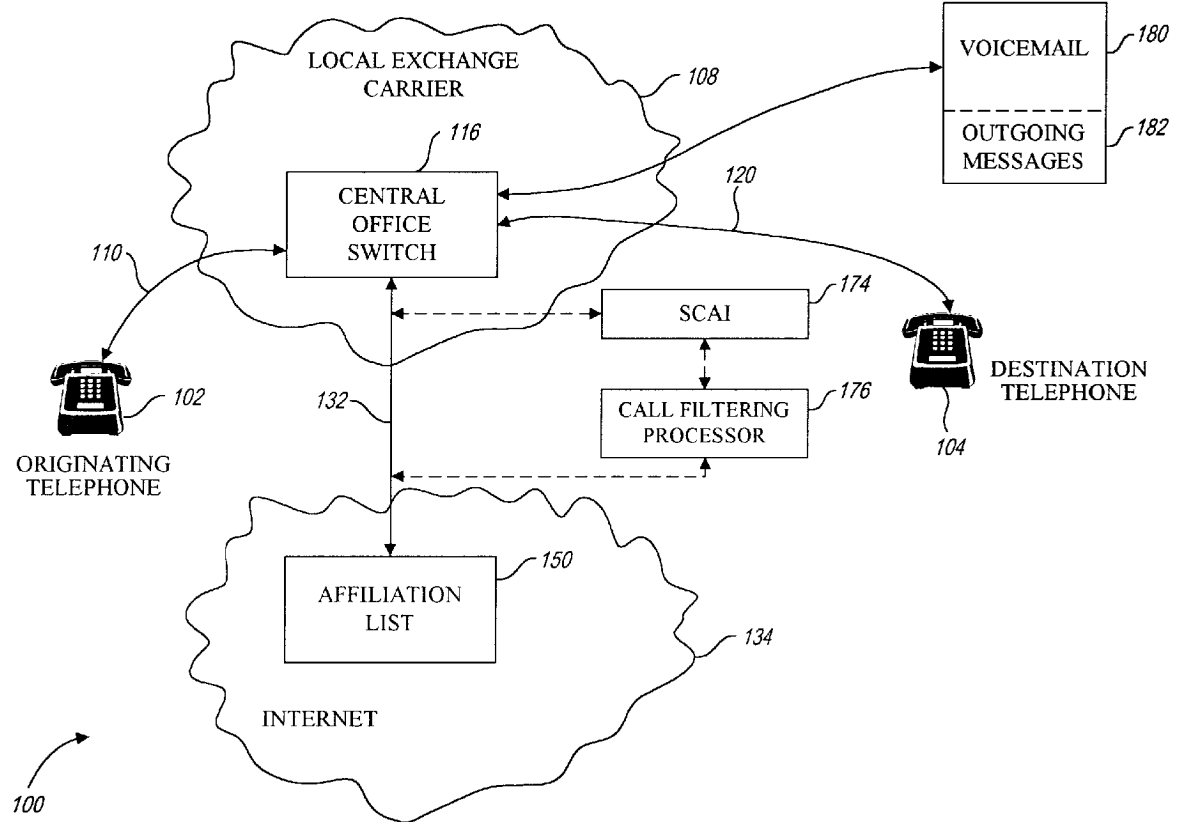 LOCAL EXCHANGE
CARRIER
108
VOICEMAIL
180
OUTGOING
MESSAGES
182
116
CENTRAL
OFFICE
SWITCH
120
110
174
SCAI
102
ORIGINATING
TELEPHONE
132
176
CALL FILTERING
PROCESSOR
DESTINATION
TELEPHONE
104
150
AFFILIATION
LIST
134
INTERNET
100